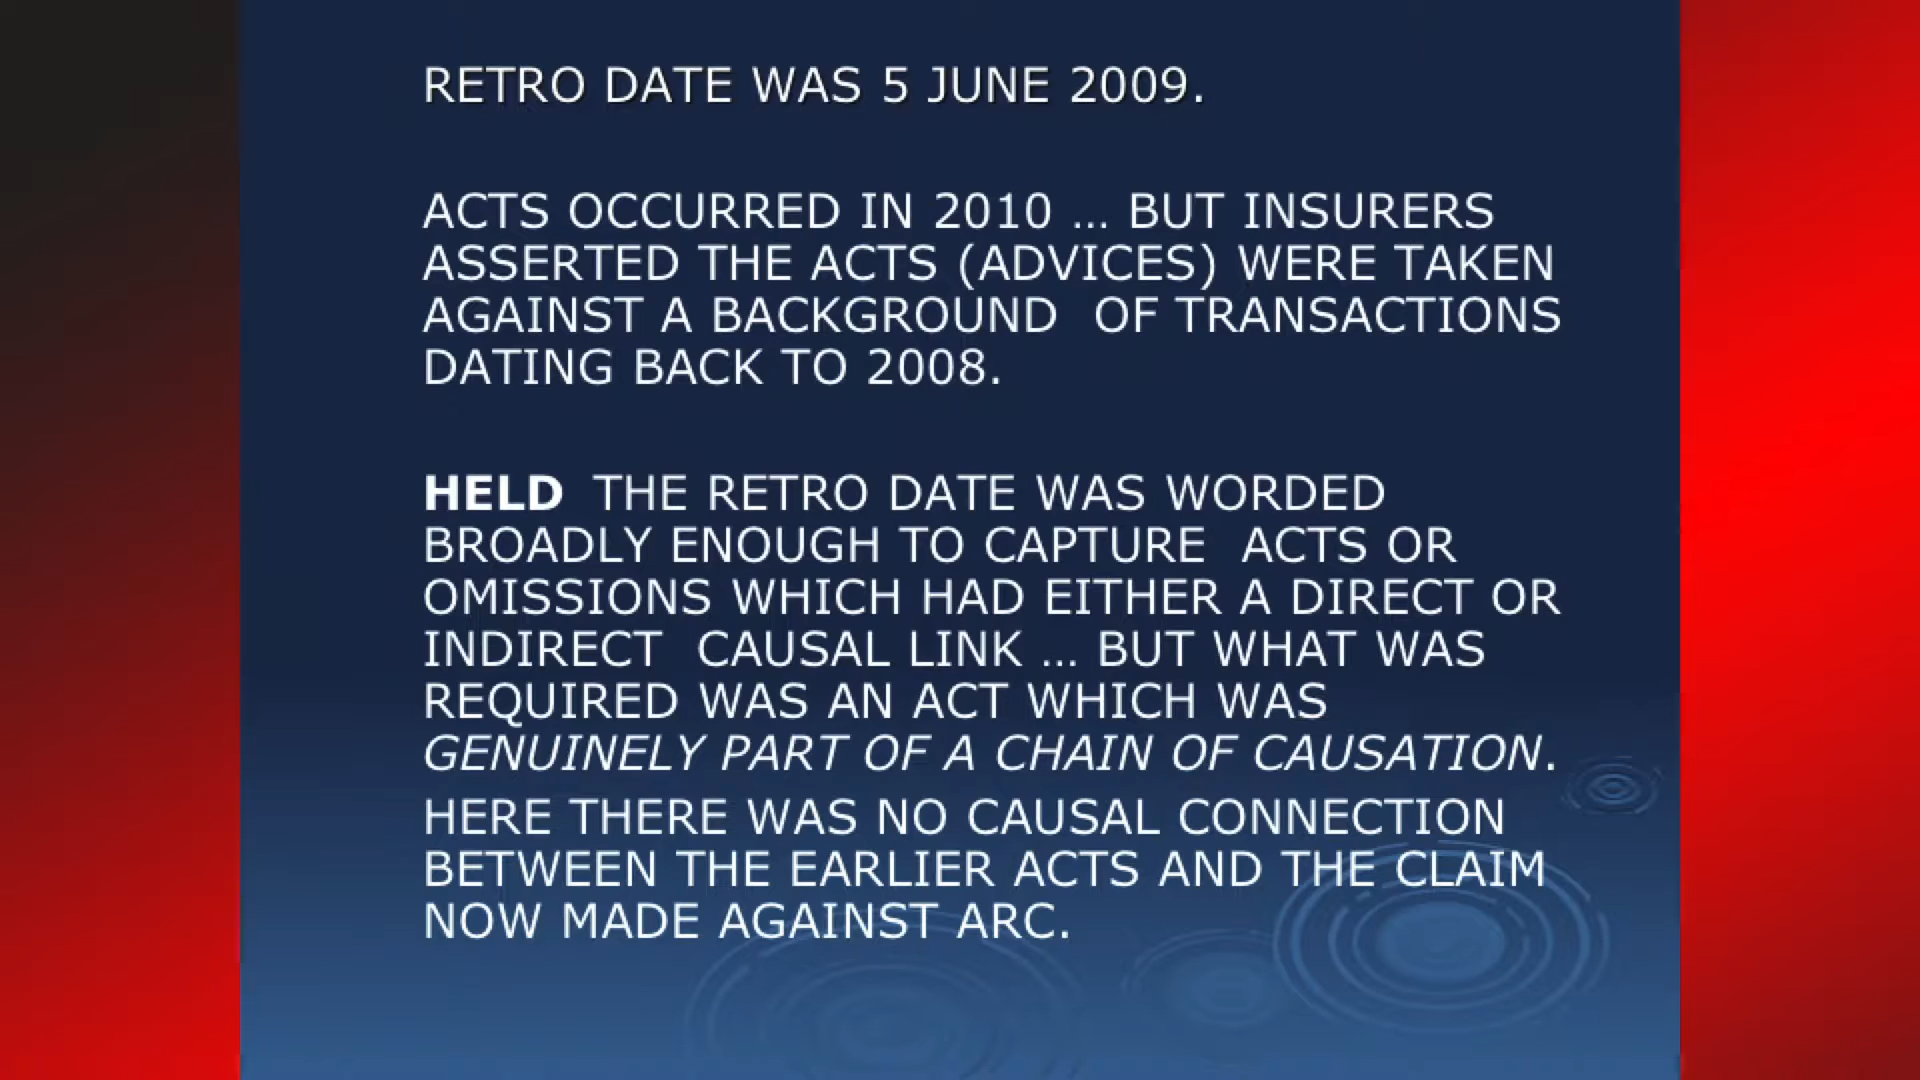 RETRO DATE WAS 5 JUNE 2009.
ACTS OCCURRED IN 2010 ... BUT INSURERS
ASSERTED THE ACTS (ADVICES) WERE TAKEN
AGAINST A BACKGROUND OF TRANSACTIONS
DATING BACK TO 2008.
HELD THE RETRO DATE WAS WORDED
BROADLY ENOUGH TO CAPTURE ACTS OR
OMISSIONS WHICH HAD EITHER A DIRECT OR
INDIRECT CAUSAL LINK ... BUT WHAT WAS
REQUIRED WAS AN ACT WHICH WAS
GENUINELY PART OF A CHAIN OF CAUSATION.
HERE THERE WAS NO CAUSAL CONNECTION
BETWEEN THE EARLIER ACTS AND THE CLAIM
NOW MADE AGAINST ARC.